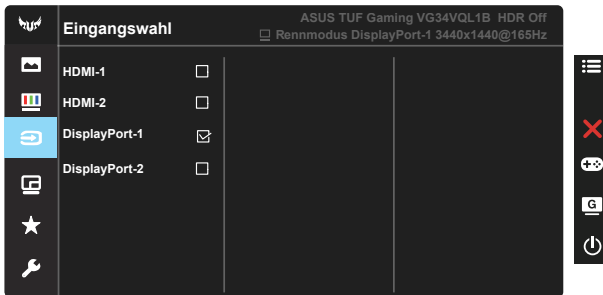 ASUS TUF Gaming VG34VQL1B HDR Off
Eingangswahl
Rennmodus DisplayPort-1 3440x1440@165Hz
HDMI-1
HDMI-2
DisplayPort-1
DisplayPort-2
G